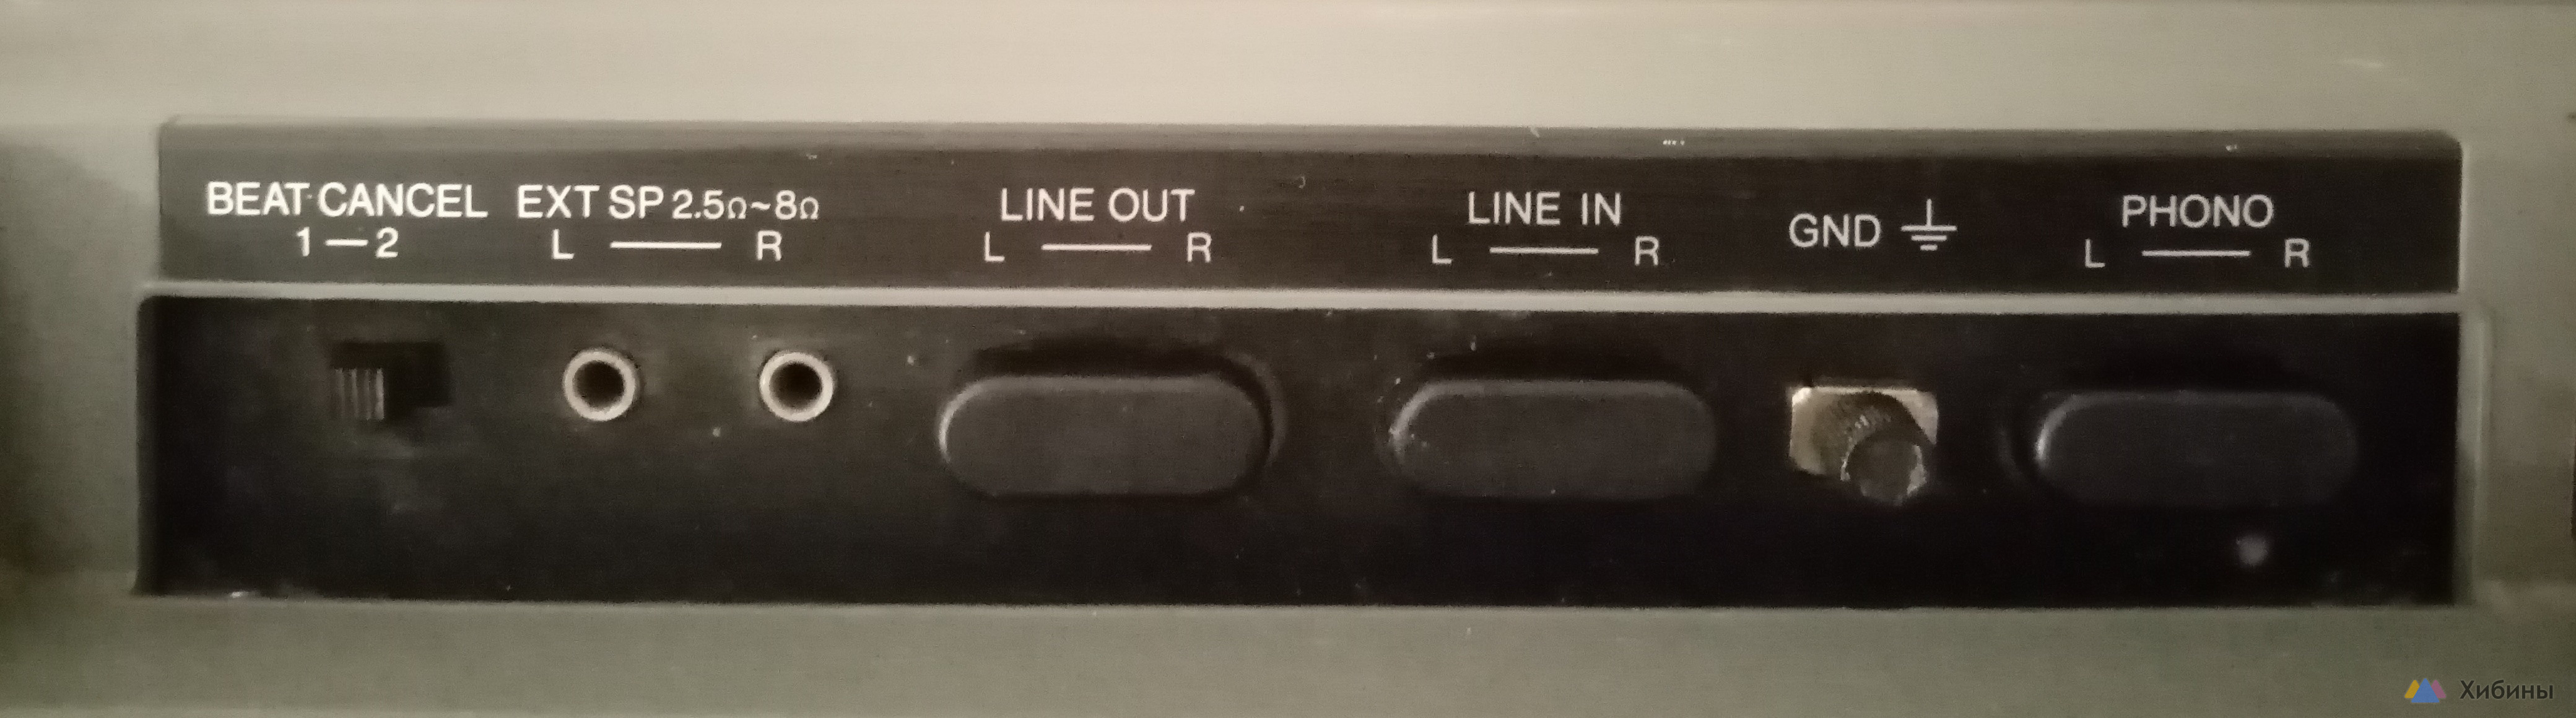 BEAT CANCEL
1 — 2
EXT SP 2.5Ω~8Ω
L — R
LINE OUT
L — R
LINE IN
L — R
GND ⏚
PHONO
L — R
Хибины